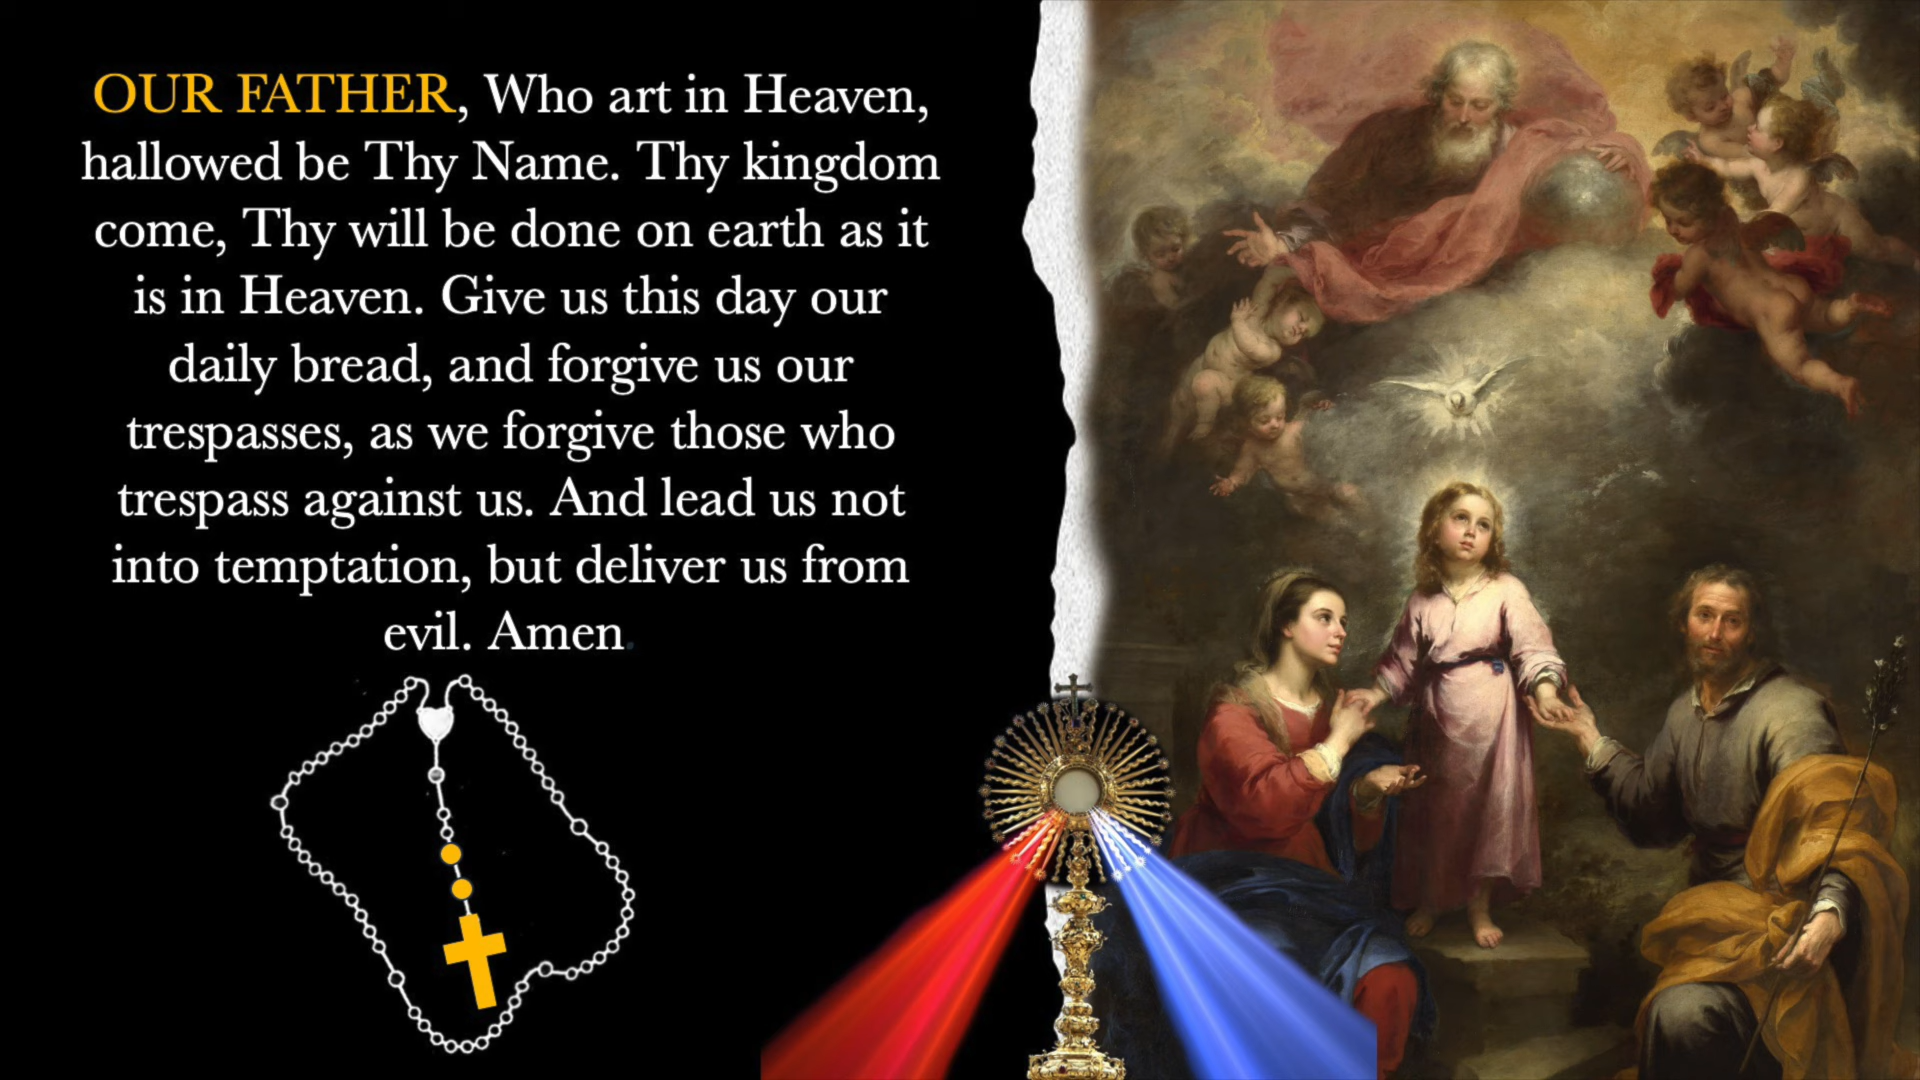 OUR FATHER, Who art in Heaven,
hallowed be Thy Name. Thy kingdom
come, Thy will be done on earth as it
is in Heaven. Give us this day our
daily bread, and forgive us our
trespasses, as we forgive those who
trespass against us. And lead us not
into temptation, but deliver us from
evil. Amen.